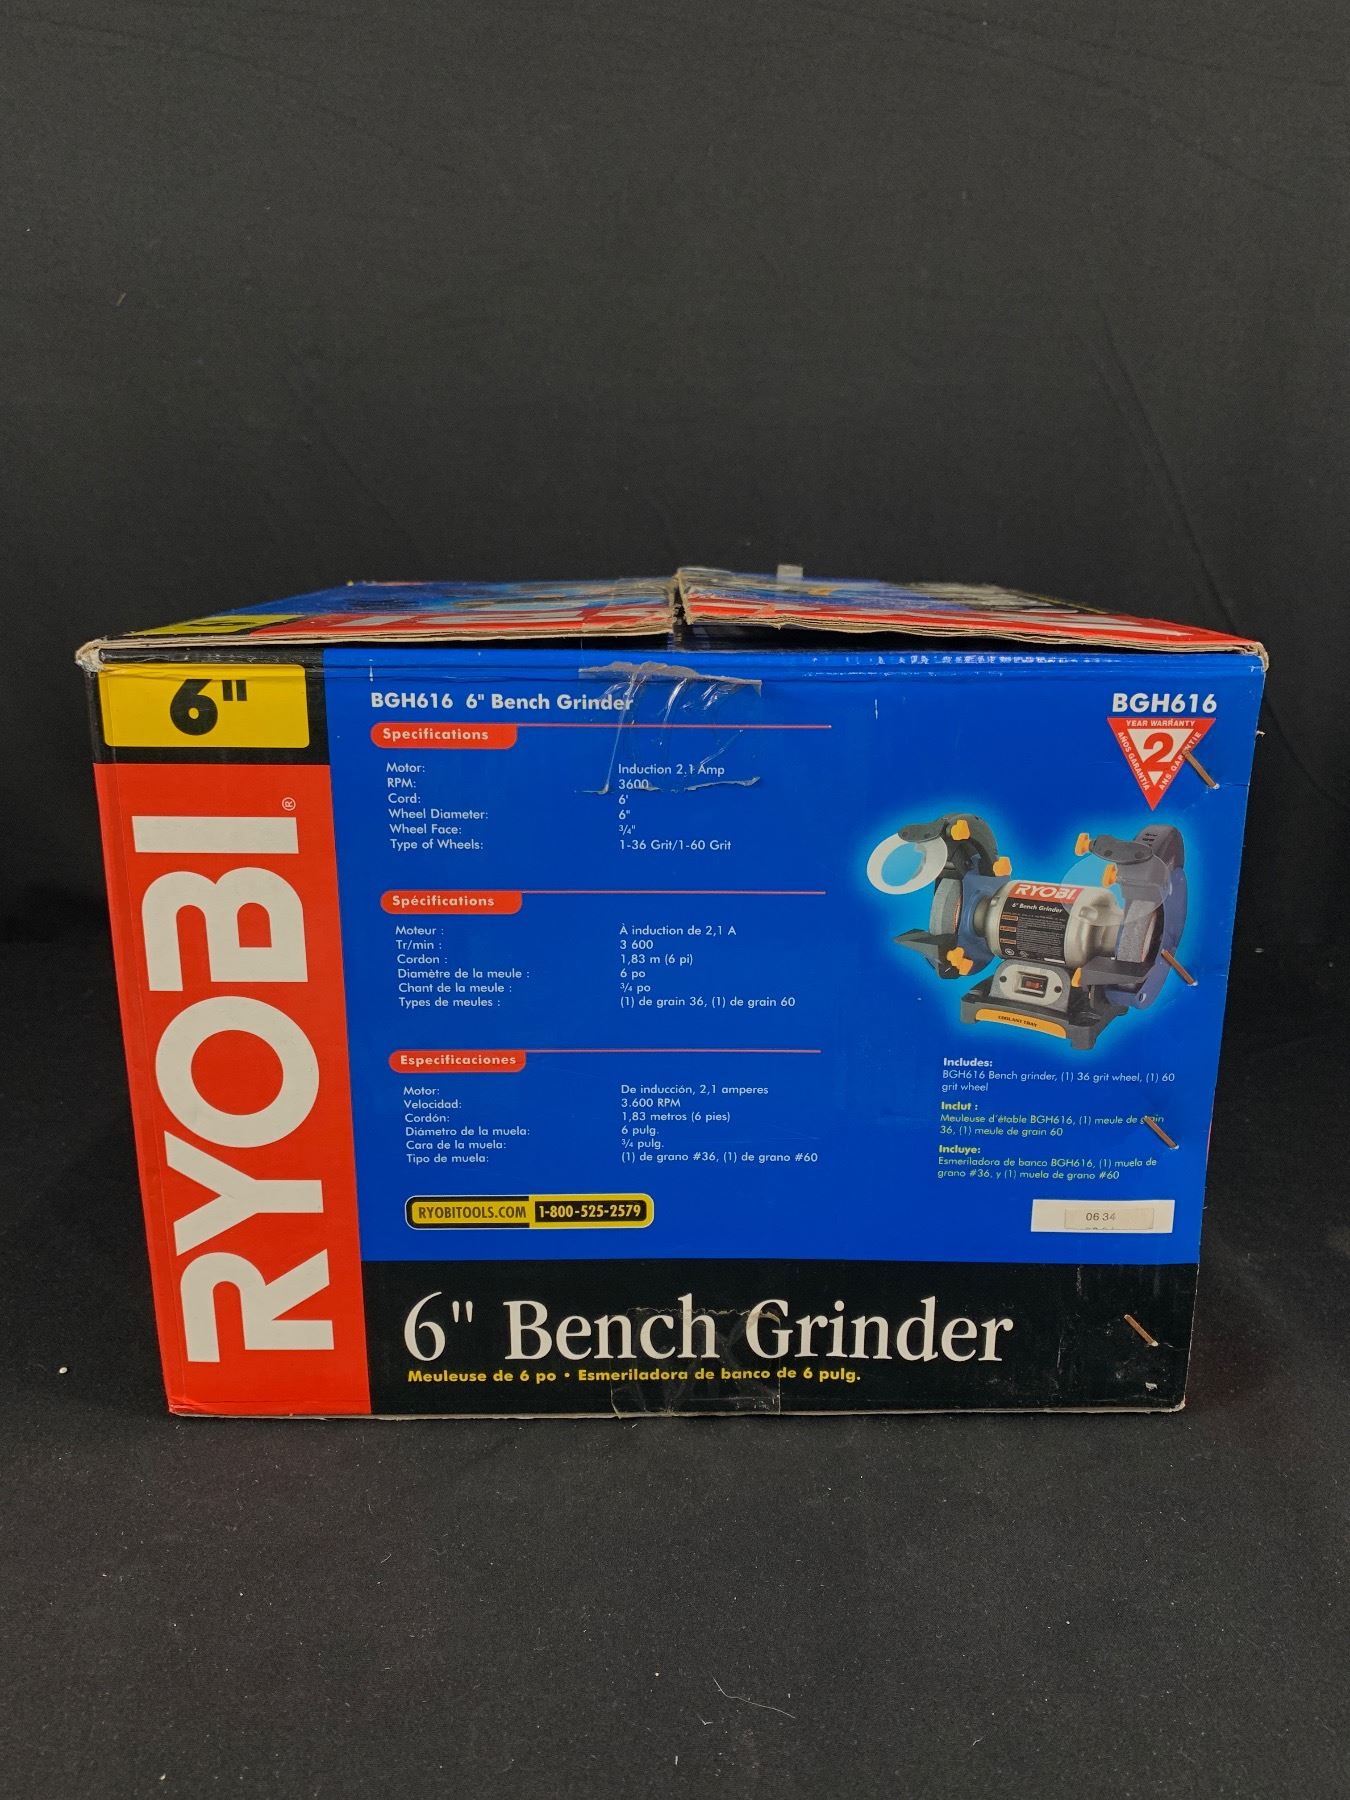 6"
RYOBI®
BGH616 6" Bench Grinder
Specifications
Motor: Induction 2.1 Amp
RPM: 3600
Cord: 6'
Wheel Diameter: 6"
Wheel Face: 3/4"
Type of Wheels: 1-36 Grit/1-60 Grit
Spécifications
Moteur : À induction de 2,1 A
Tr/min : 3 600
Cordon : 1,83 m (6 pi)
Diamètre de la meule : 6 po
Chant de la meule : 3/4 po
Types de meules : (1) de grain 36, (1) de grain 60
Especificaciones
Motor: De inducción, 2,1 amperes
Velocidad: 3.600 RPM
Cordón: 1,83 metros (6 pies)
Diámetro de la muela: 6 pulg.
Cara de la muela: 3/4 pulg.
Tipo de muela: (1) de grano #36, (1) de grano #60
RYOBITOOLS.COM 1-800-525-2579
BGH616
YEAR WARRANTY
2
AÑOS GARANTIA
ANS GARANTIE
RYOBI
6" Bench Grinder
COOLANT TRAY
Includes:
BGH616 Bench grinder, (1) 36 grit wheel, (1) 60
grit wheel
Inclut :
Meuleuse d'étable BGH616, (1) meule de grain
36, (1) meule de grain 60
Incluye:
Esmeriladora de banco BGH616, (1) muela de
grano #36, y (1) muela de grano #60
06 34
6" Bench Grinder
Meuleuse de 6 po • Esmeriladora de banco de 6 pulg.